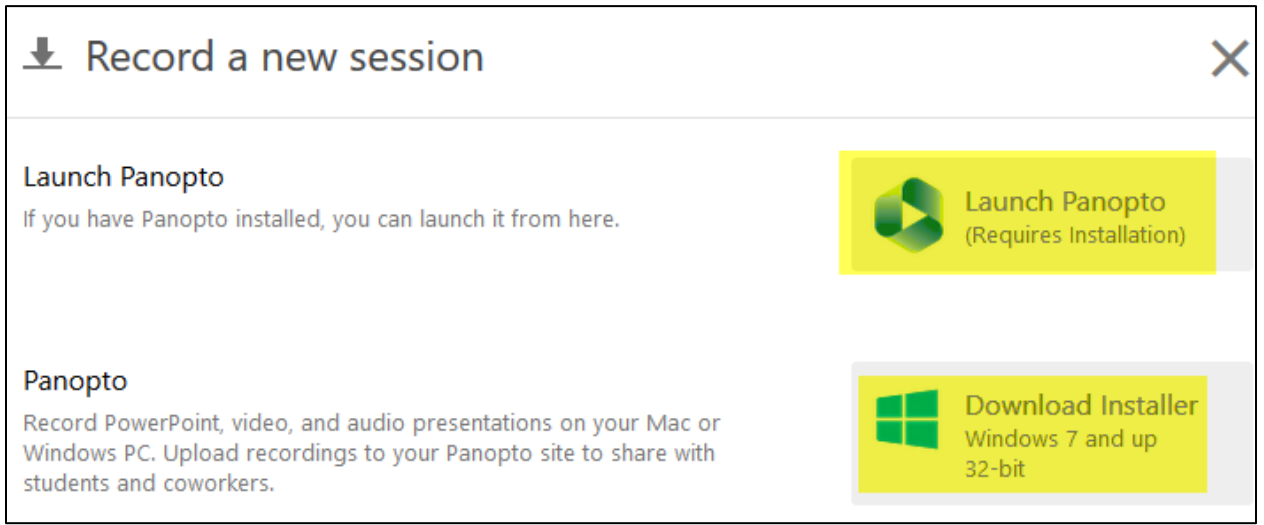 Record a new session
Launch Panopto
If you have Panopto installed, you can launch it from here.
Launch Panopto
(Requires Installation)
Panopto
Record PowerPoint, video, and audio presentations on your Mac or
Windows PC. Upload recordings to your Panopto site to share with
students and coworkers.
Download Installer
Windows 7 and up
32-bit